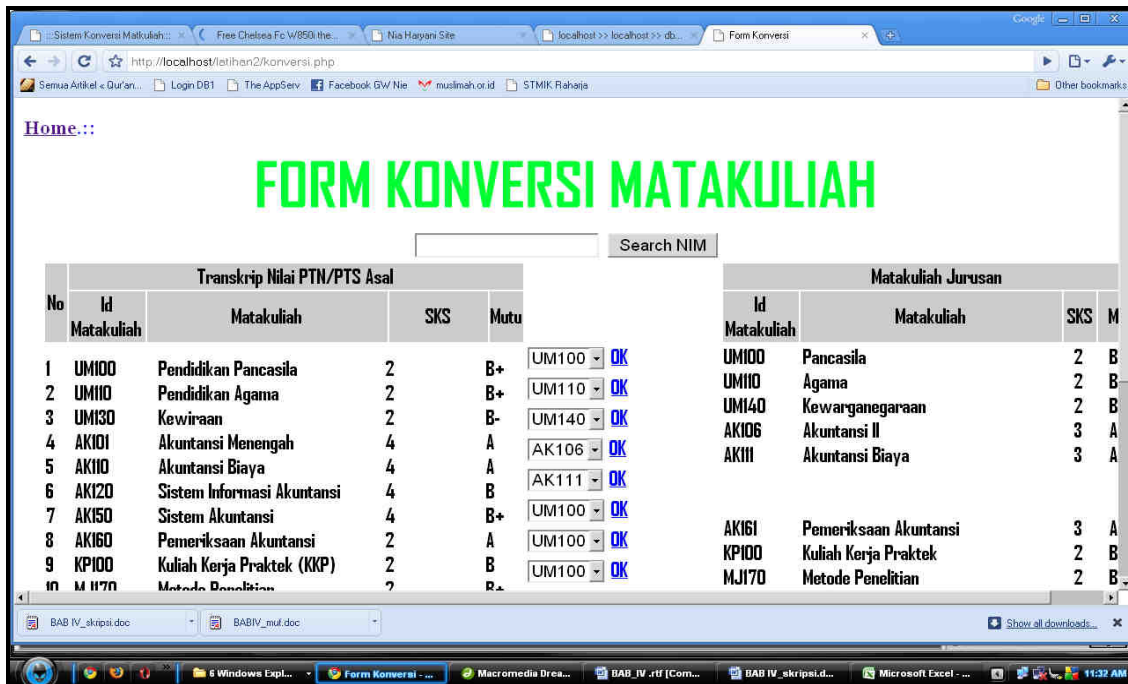 Google
:::Sistem Konversi Matkuliah:::
Free Chelsea Fc W850i the...
Nia Haryani Site
localhost >> localhost >> db...
Form Konversi
http://localhost/latihan2/konversi.php
Semua Artikel « Qur'an...
Login DB1
The AppServ
Facebook GW Nie
muslimah.or.id
STMIK Raharja
Other bookmarks
Home.::
FORM KONVERSI MATAKULIAH
Search NIM
Transkrip Nilai PTN/PTS Asal
Matakuliah Jurusan
No Id Matakuliah Matakuliah SKS Mutu
Id Matakuliah Matakuliah SKS M
1 UM100 Pendidikan Pancasila 2 B+
2 UM110 Pendidikan Agama 2 B+
3 UM130 Kewiraan 2 B-
4 AK101 Akuntansi Menengah 4 A
5 AK110 Akuntansi Biaya 4 A
6 AK120 Sistem Informasi Akuntansi 4 B
7 AK150 Sistem Akuntansi 4 B+
8 AK160 Pemeriksaan Akuntansi 2 A
9 KP100 Kuliah Kerja Praktek (KKP) 2 B
10 MJ170 Metode Penelitian 2 B+
UM100 OK
UM110 OK
UM140 OK
AK106 OK
AK111 OK
UM100 OK
UM100 OK
UM100 OK
UM100 Pancasila 2 B
UM110 Agama 2 B
UM140 Kewarganegaraan 2 B
AK106 Akuntansi II 3 A
AK111 Akuntansi Biaya 3 A
AK161 Pemeriksaan Akuntansi 3 A
KP100 Kuliah Kerja Praktek 2 B
MJ170 Metode Penelitian 2 B
BAB IV_skripsi.doc
BABIV_muf.doc
Show all downloads...
6 Windows Expl...
Form Konversi - ...
Macromedia Drea...
BAB_IV .rtf [Com...
BAB IV_skripsi.d...
Microsoft Excel - ...
11:32 AM